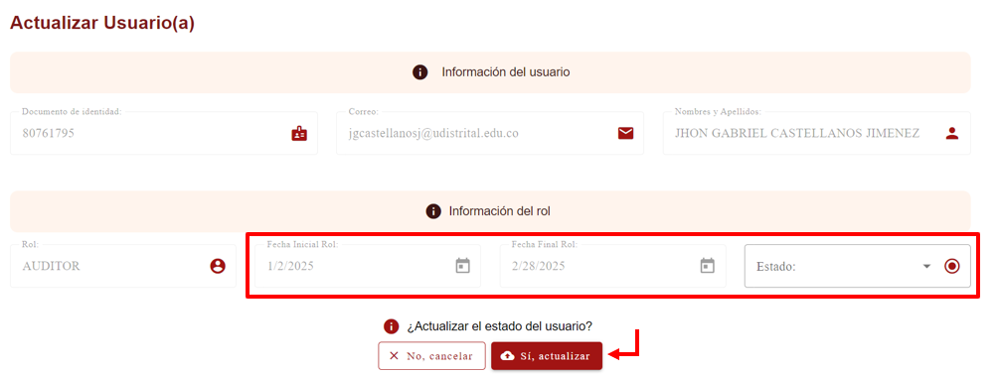 Actualizar Usuario(a)
Información del usuario
Documento de identidad:
80761795
Correo:
jgcastellanosj@udistrital.edu.co
Nombres y Apellidos:
JHON GABRIEL CASTELLANOS JIMENEZ
Información del rol
Rol:
AUDITOR
Fecha Inicial Rol:
1/2/2025
Fecha Final Rol:
2/28/2025
Estado:
¿Actualizar el estado del usuario?
No, cancelar
Sí, actualizar